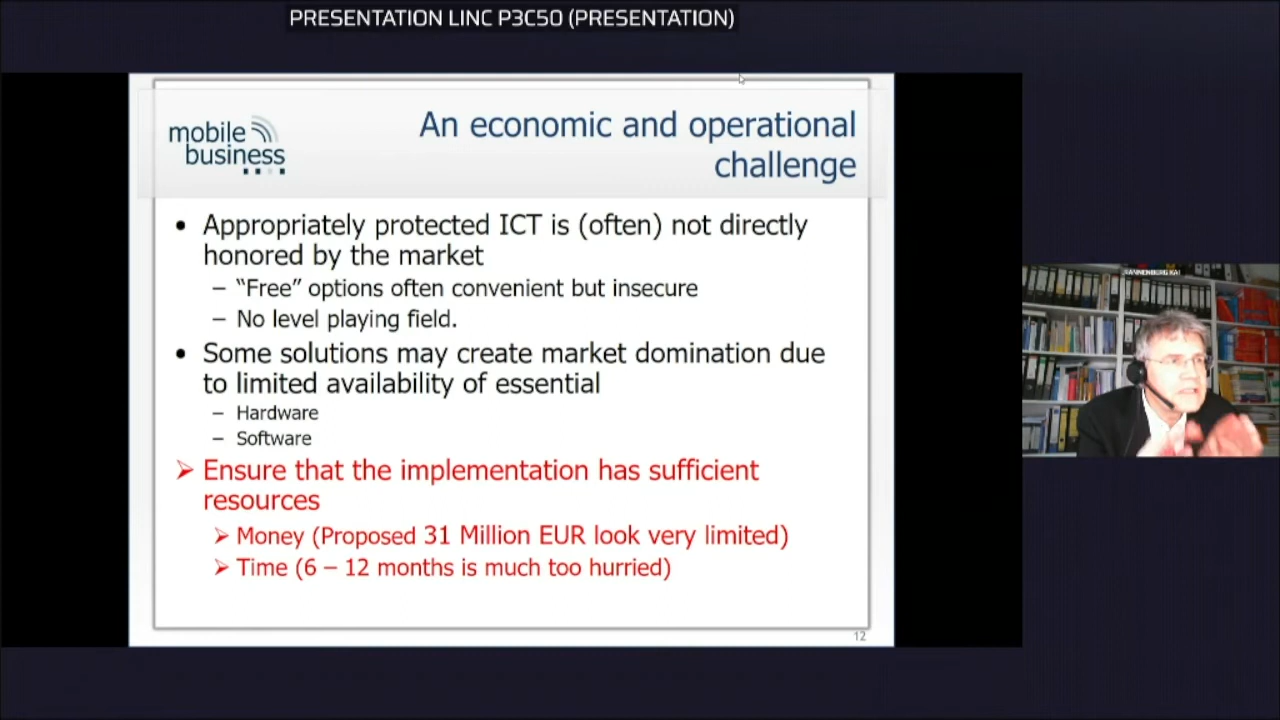 PRESENTATION LINC P3C50 (PRESENTATION)
mobile
business
An economic and operational
challenge
• Appropriately protected ICT is (often) not directly
honored by the market
– “Free” options often convenient but insecure
– No level playing field.
• Some solutions may create market domination due
to limited availability of essential
– Hardware
– Software
➢ Ensure that the implementation has sufficient
resources
➢ Money (Proposed 31 Million EUR look very limited)
➢ Time (6 – 12 months is much too hurried)
12
RANNENBERG KAI